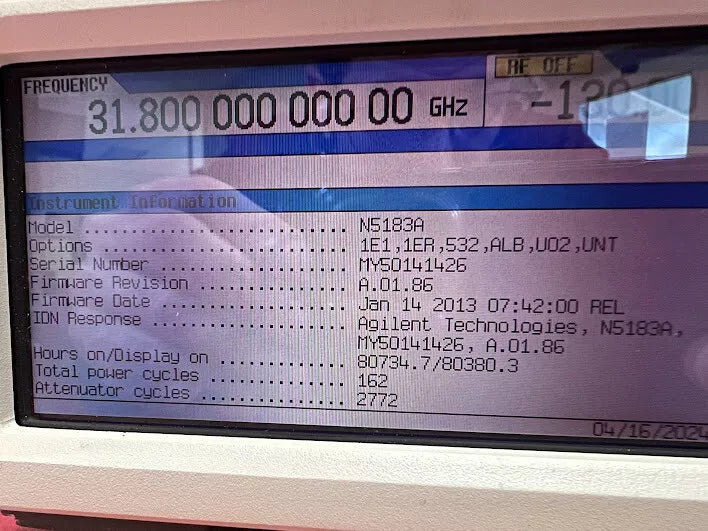 FREQUENCY
31.800 000 000 00 GHz
RF OFF
Instrument Information
Model .......................... N5183A
Options ........................ 1E1,1ER,532,ALB,U02,UNT
Serial Number .................. MY50141426
Firmware Revision .............. A.01.86
Firmware Date .................. Jan 14 2013 07:42:00 REL
IDN Response ................... Agilent Technologies, N5183A,
MY50141426, A.01.86
Hours on/Display on ............ 80734.7/80380.3
Total power cycles ............. 162
Attenuator cycles .............. 2772
04/16/2024